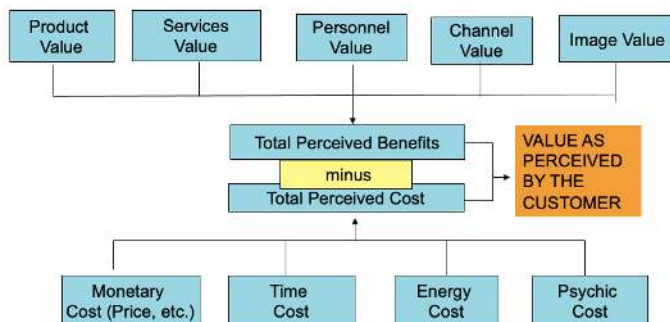 Product
Value
Services
Value
Personnel
Value
Channel
Value
Image Value
Total Perceived Benefits
minus
Total Perceived Cost
VALUE AS
PERCEIVED
BY THE
CUSTOMER
Monetary
Cost (Price, etc.)
Time
Cost
Energy
Cost
Psychic
Cost